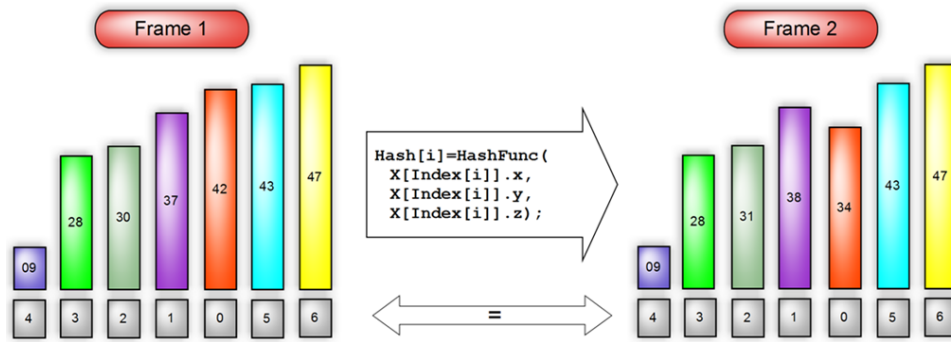 Frame 1
Frame 2
09 28 30 37 42 43 47
4 3 2 1 0 5 6
Hash[i]=HashFunc(
X[Index[i]].x,
X[Index[i]].y,
X[Index[i]].z);
=
09 28 31 38 34 43 47
4 3 2 1 0 5 6